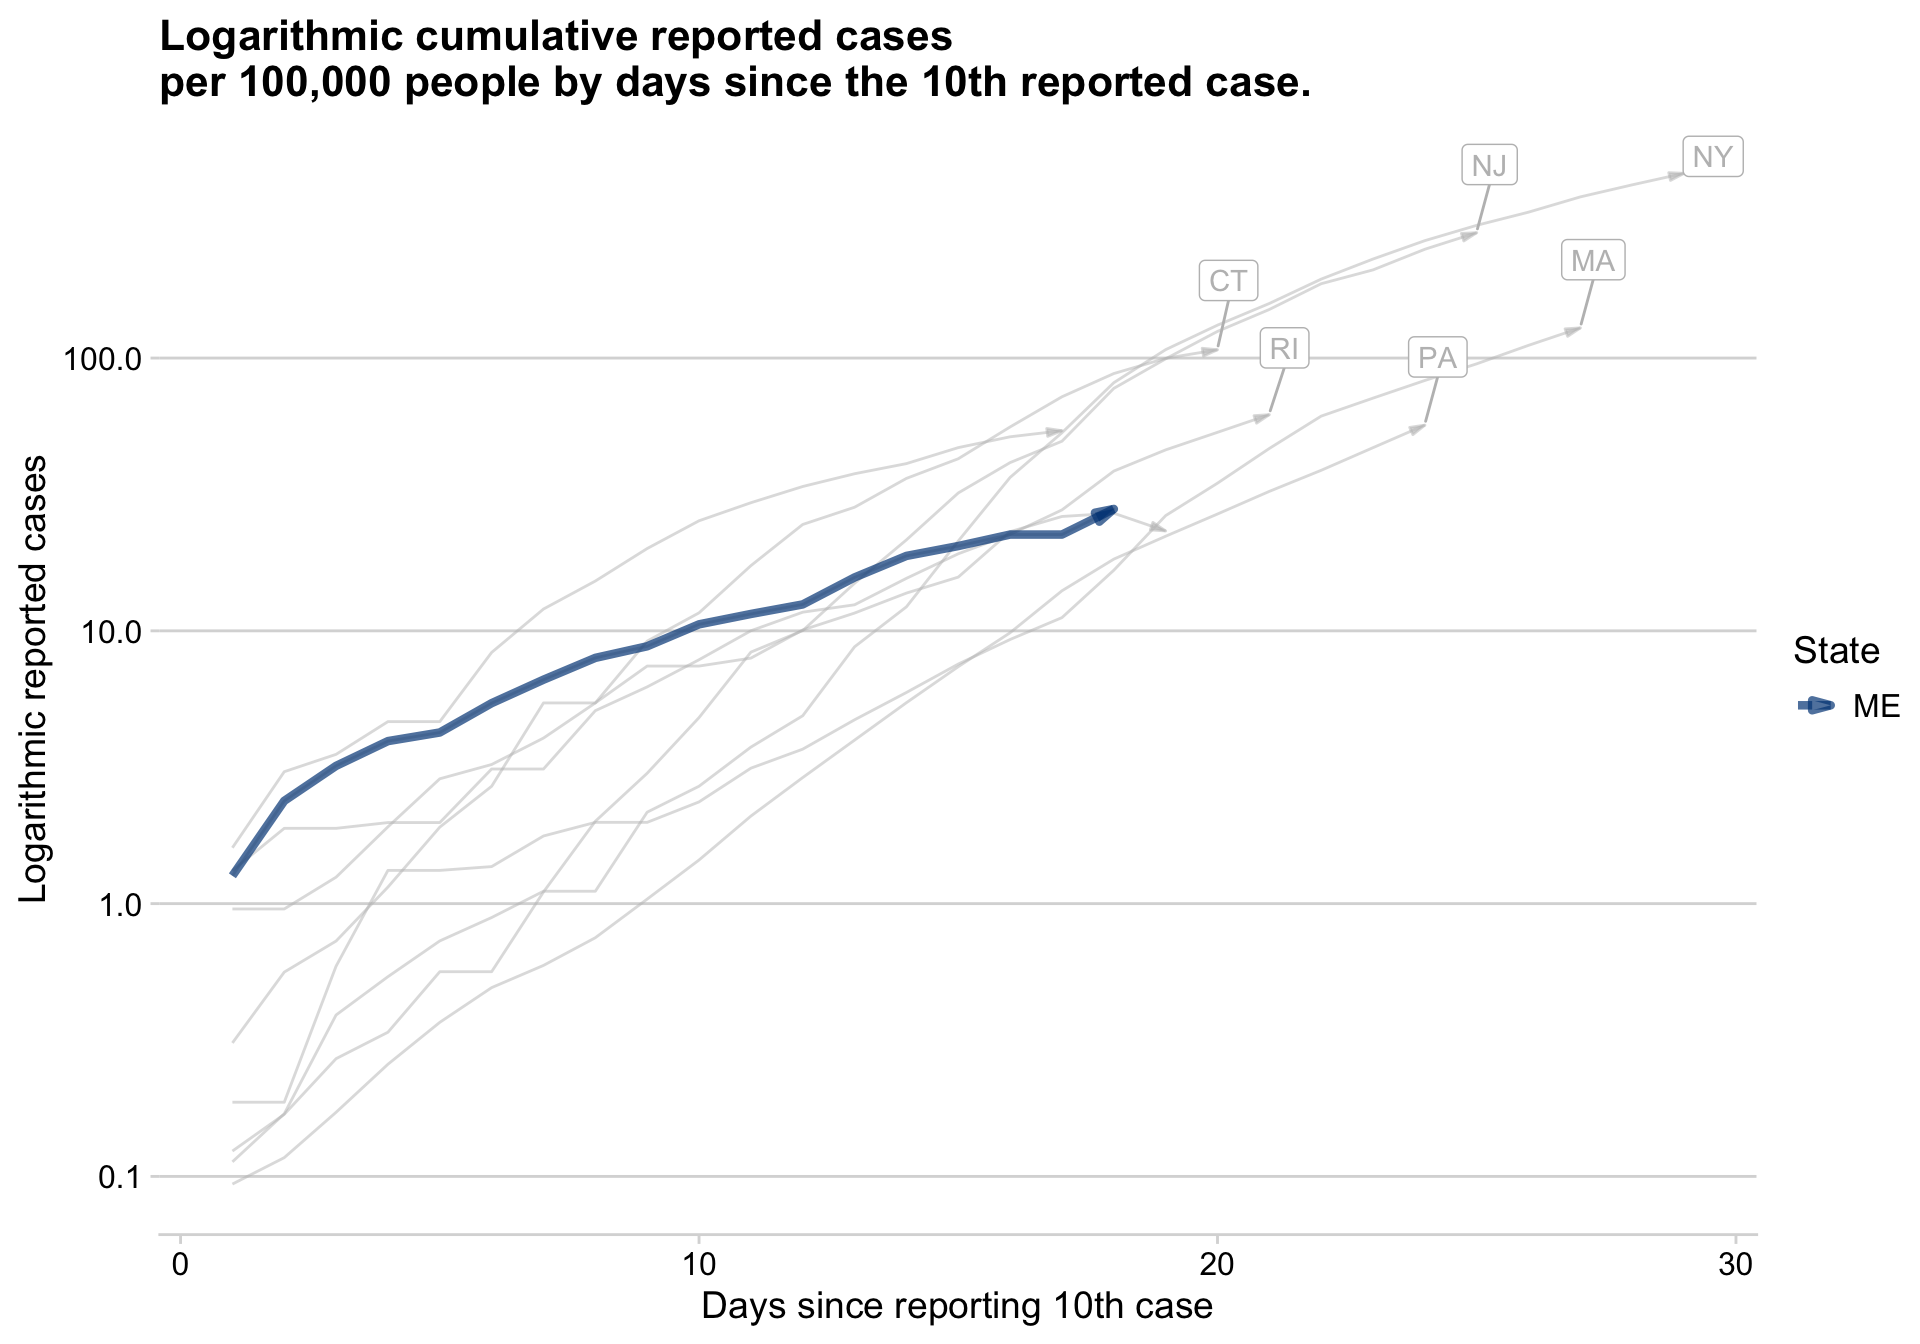 Logarithmic cumulative reported cases
per 100,000 people by days since the 10th reported case.
NY
NJ
MA
CT
RI
PA
100.0
10.0
1.0
0.1
Logarithmic reported cases
State
ME
0
10
20
30
Days since reporting 10th case